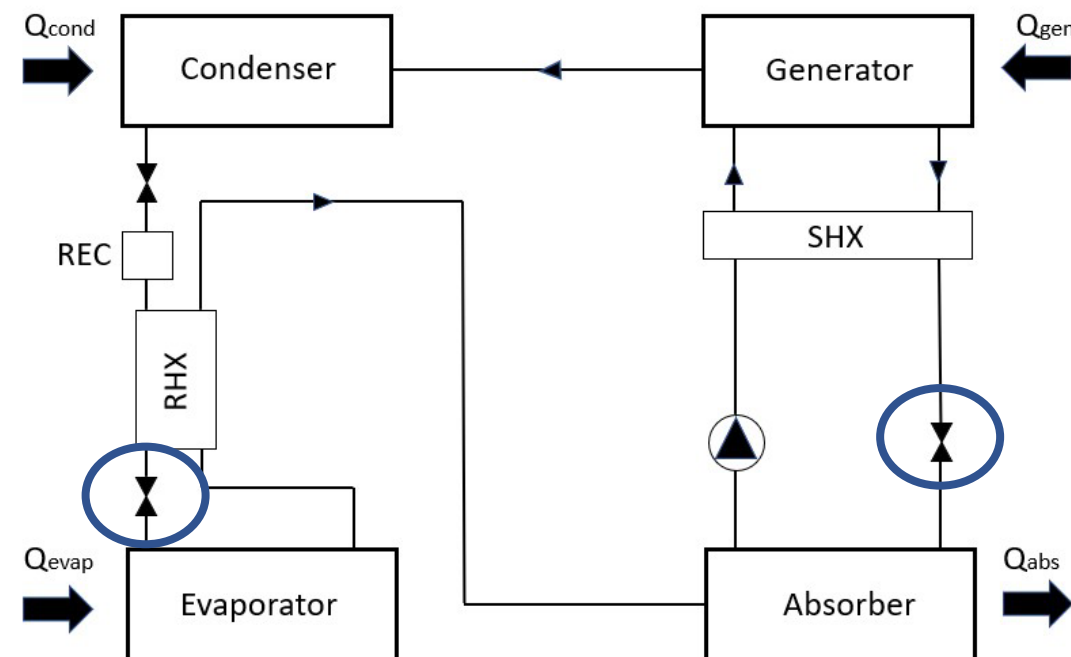 Qcond
Condenser
Generator
Qgen
REC
SHX
RHX
Qevap
Evaporator
Absorber
Qabs